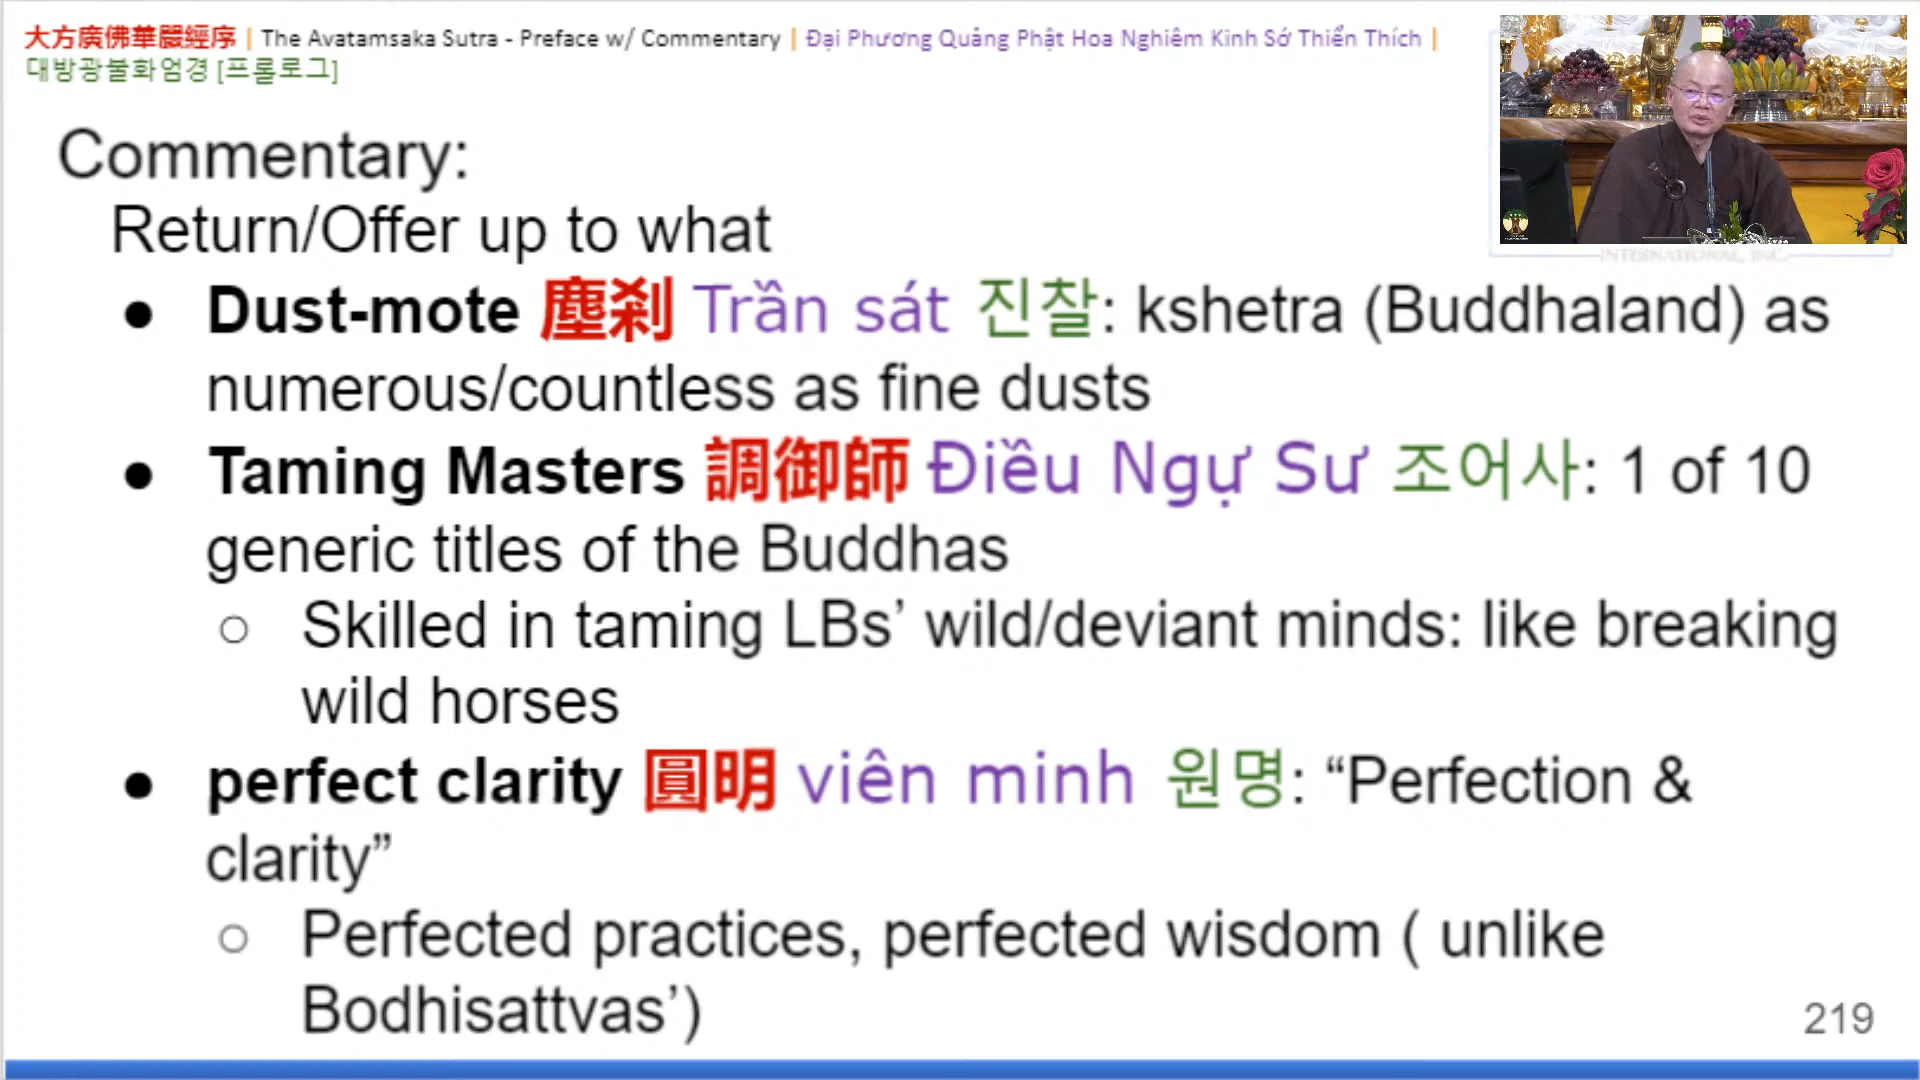 大方廣佛華嚴經序 | The Avatamsaka Sutra - Preface w/ Commentary | Đại Phương Quảng Phật Hoa Nghiêm Kinh Sớ Thiển Thích |
대방광불화엄경 [프롤로그]
Commentary:
Return/Offer up to what
● Dust-mote 塵剎 Trần sát 진찰: kshetra (Buddhaland) as
numerous/countless as fine dusts
● Taming Masters 調御師 Điều Ngự Sư 조어사: 1 of 10
generic titles of the Buddhas
○ Skilled in taming LBs’ wild/deviant minds: like breaking
wild horses
● perfect clarity 圓明 viên minh 원명: “Perfection &
clarity”
○ Perfected practices, perfected wisdom ( unlike
Bodhisattvas’)
INTERNATIONAL, INC.
219